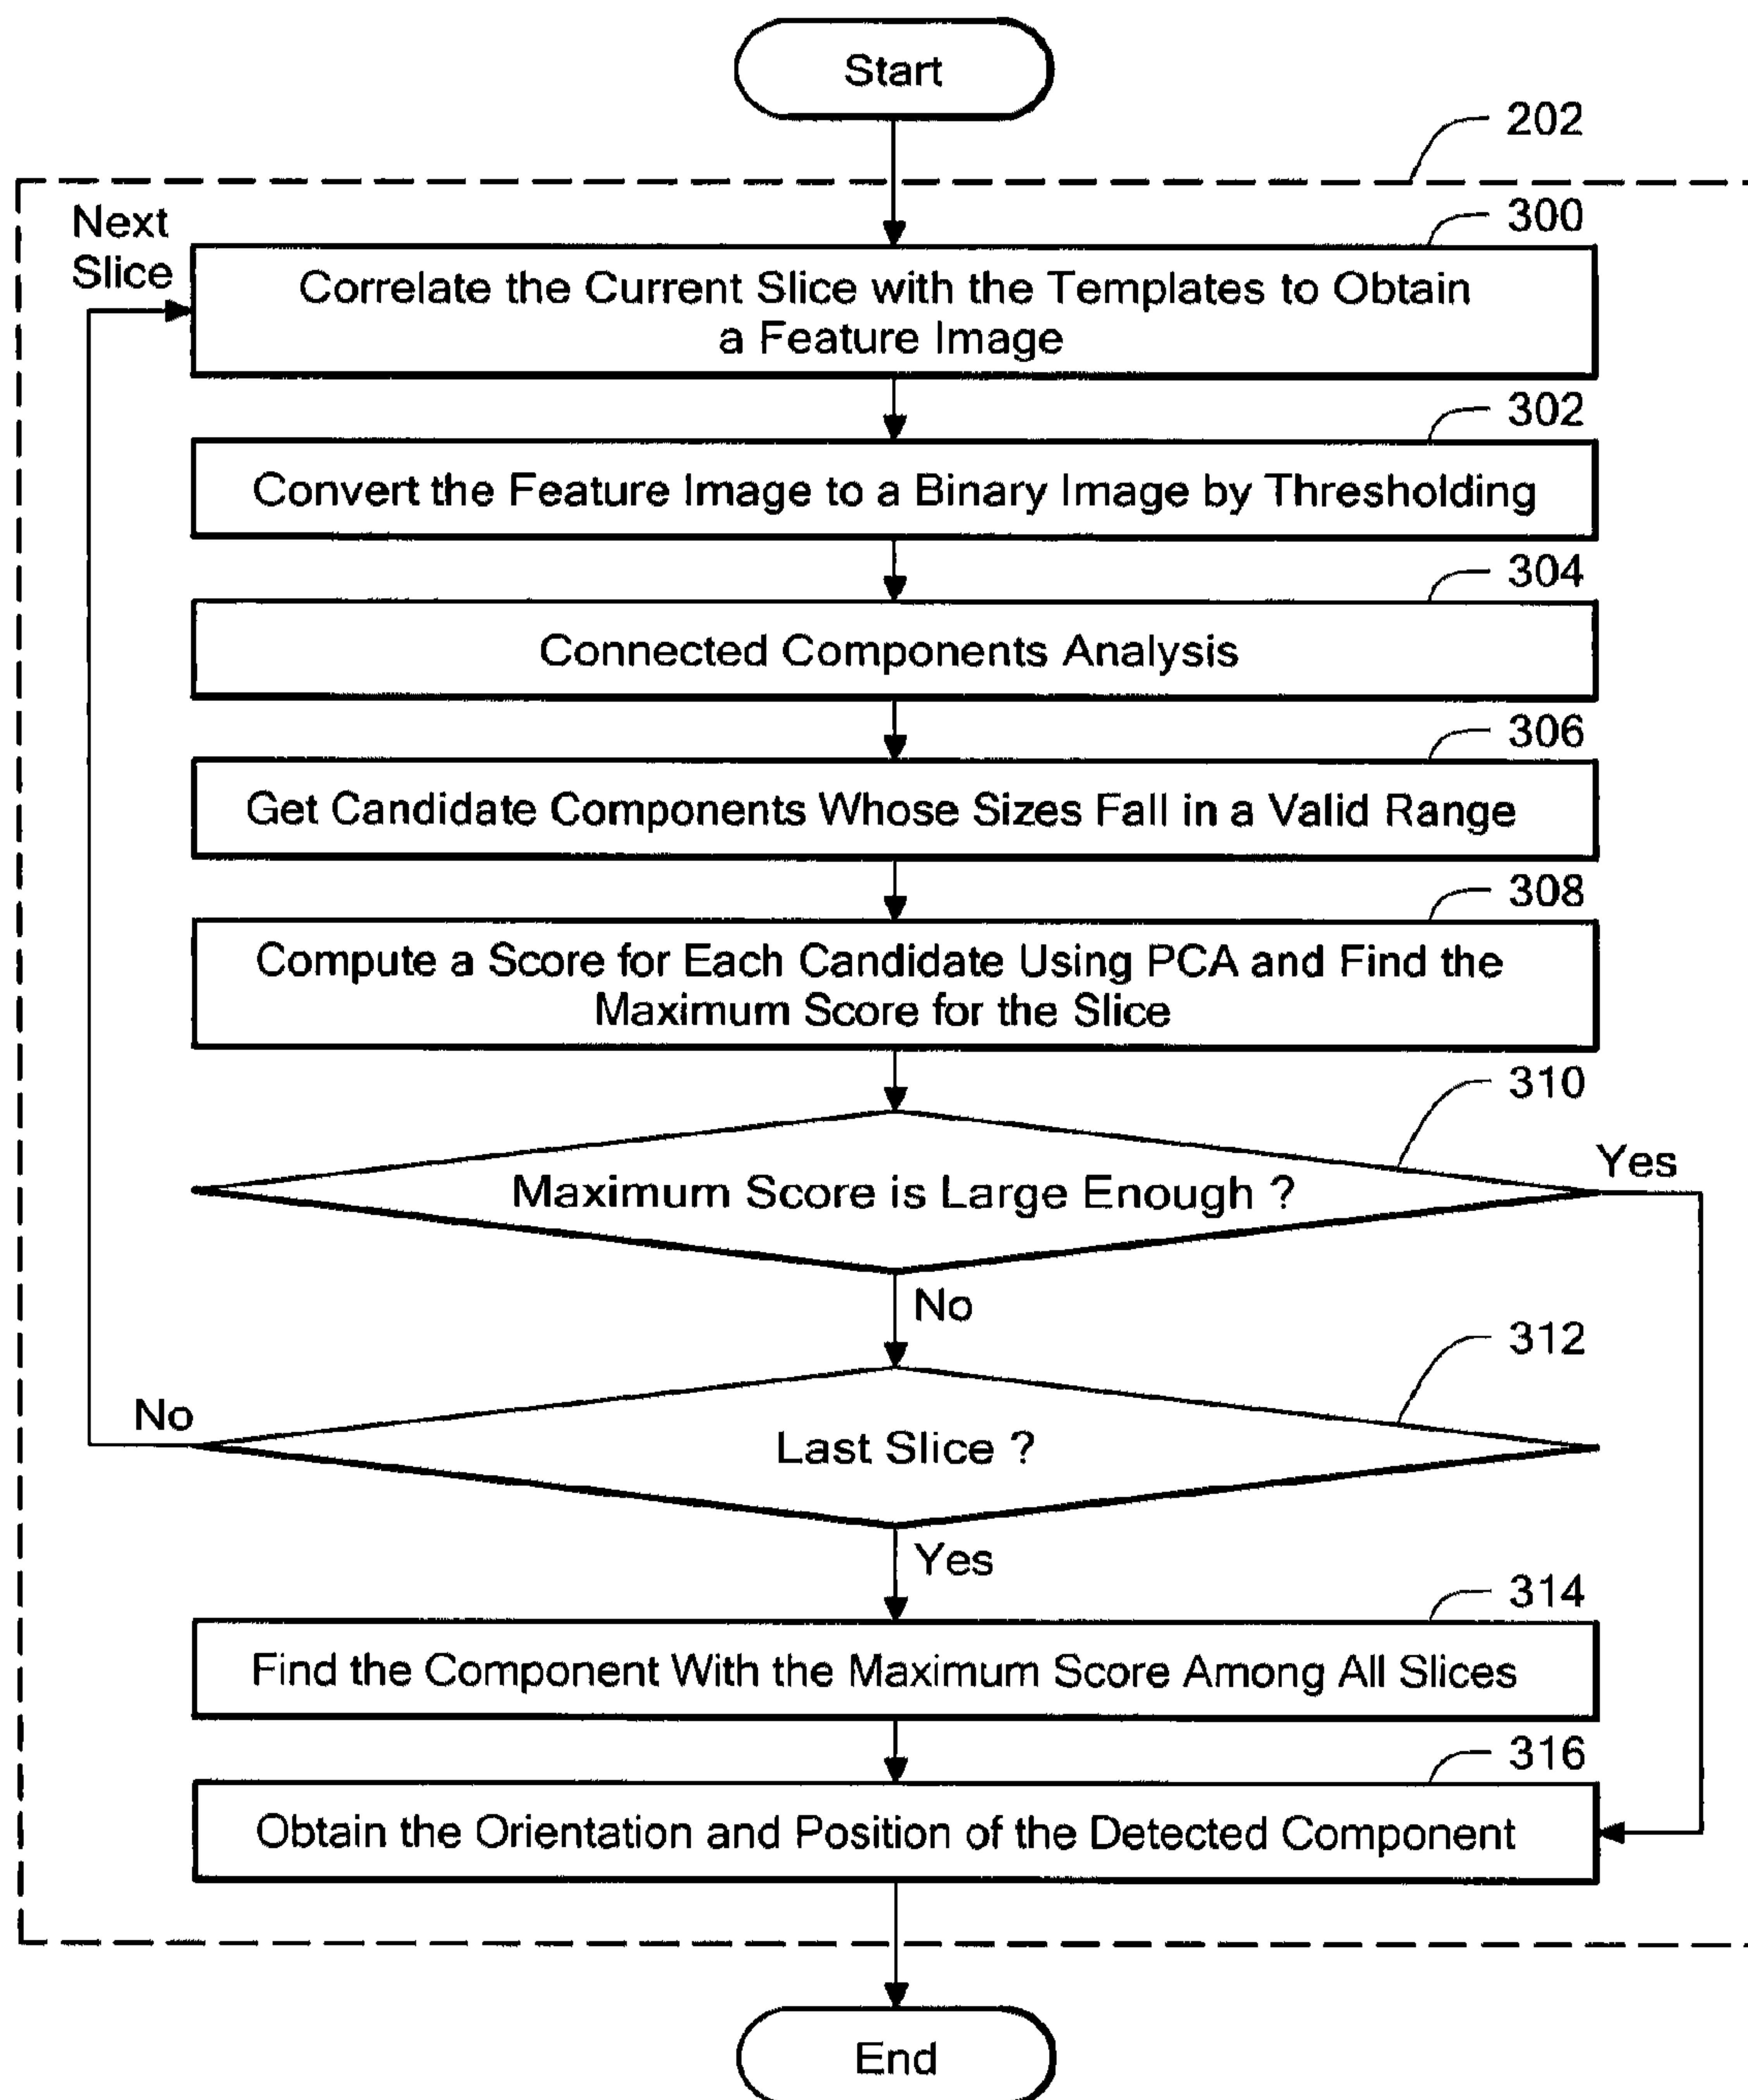 Start
202
Next
Slice
300
Correlate the Current Slice with the Templates to Obtain
a Feature Image
302
Convert the Feature Image to a Binary Image by Thresholding
304
Connected Components Analysis
306
Get Candidate Components Whose Sizes Fall in a Valid Range
308
Compute a Score for Each Candidate Using PCA and Find the
Maximum Score for the Slice
310
Maximum Score is Large Enough ?
Yes
No
312
Last Slice ?
No
Yes
314
Find the Component With the Maximum Score Among All Slices
316
Obtain the Orientation and Position of the Detected Component
End